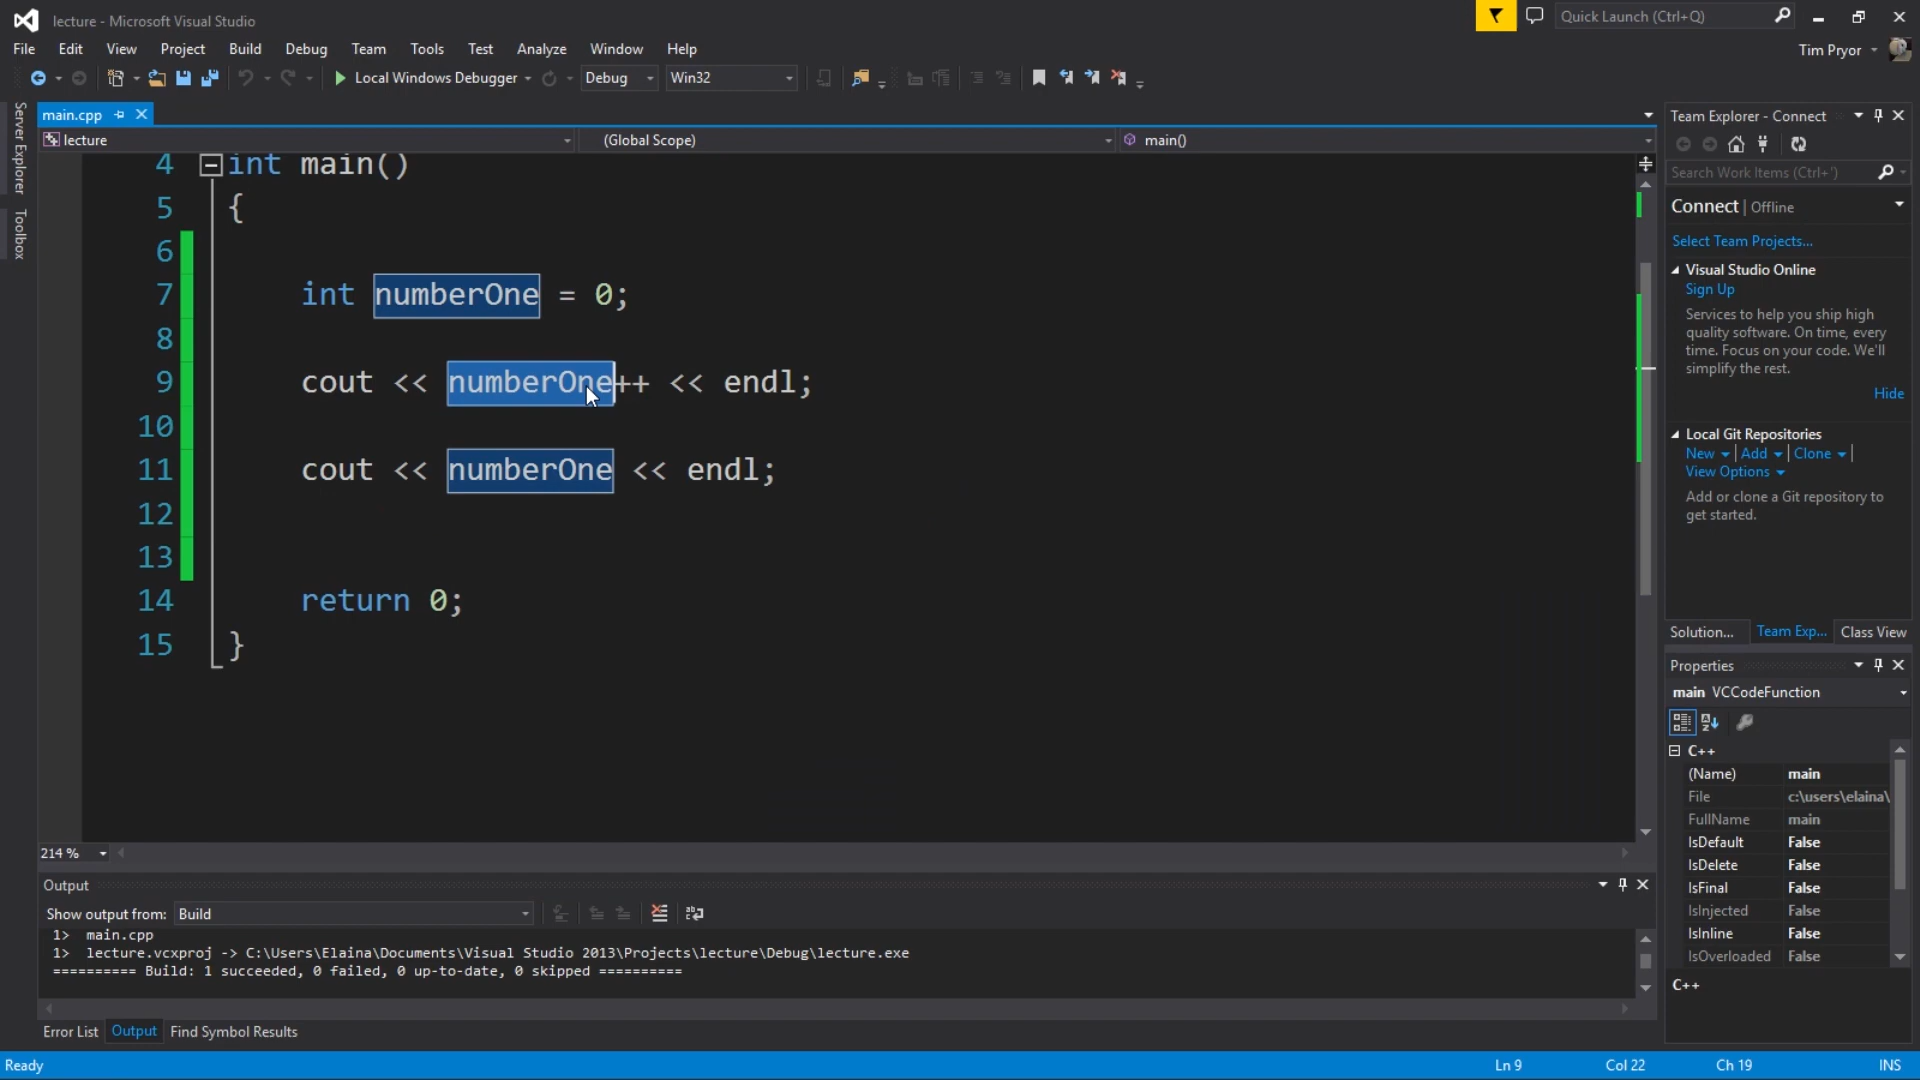 lecture - Microsoft Visual Studio
Quick Launch (Ctrl+Q)
File Edit View Project Build Debug Team Tools Test Analyze Window Help
Tim Pryor
Local Windows Debugger Debug Win32
Server Explorer
Toolbox
main.cpp
lecture (Global Scope) main()
4 int main()
5 {
6
7 int numberOne = 0;
8
9 cout << numberOne++ << endl;
10
11 cout << numberOne << endl;
12
13
14 return 0;
15 }
214 %
Output
Show output from: Build
1> main.cpp
1> lecture.vcxproj -> C:\Users\Elaina\Documents\Visual Studio 2013\Projects\lecture\Debug\lecture.exe
========== Build: 1 succeeded, 0 failed, 0 up-to-date, 0 skipped ==========
Error List Output Find Symbol Results
Team Explorer - Connect
Search Work Items (Ctrl+')
Connect | Offline
Select Team Projects...
Visual Studio Online
Sign Up
Services to help you ship high
quality software. On time, every
time. Focus on your code. We'll
simplify the rest.
Hide
Local Git Repositories
New | Add | Clone |
View Options
Add or clone a Git repository to
get started.
Solution... Team Exp... Class View
Properties
main VCCodeFunction
C++
(Name) main
File c:\users\elaina\
FullName main
IsDefault False
IsDelete False
IsFinal False
IsInjected False
IsInline False
IsOverloaded False
C++
Ready Ln 9 Col 22 Ch 19 INS